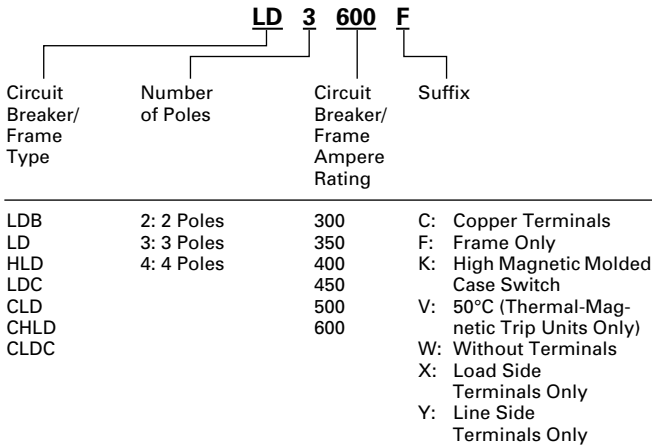 LD 3 600 F
Circuit
Breaker/
Frame
Type
Number
of Poles
Circuit
Breaker/
Frame
Ampere
Rating
Suffix
LDB
LD
HLD
LDC
CLD
CHLD
CLDC
2: 2 Poles
3: 3 Poles
4: 4 Poles
300
350
400
450
500
600
C: Copper Terminals
F: Frame Only
K: High Magnetic Molded
Case Switch
V: 50°C (Thermal-Mag-
netic Trip Units Only)
W: Without Terminals
X: Load Side
Terminals Only
Y: Line Side
Terminals Only